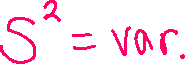 S² = var.